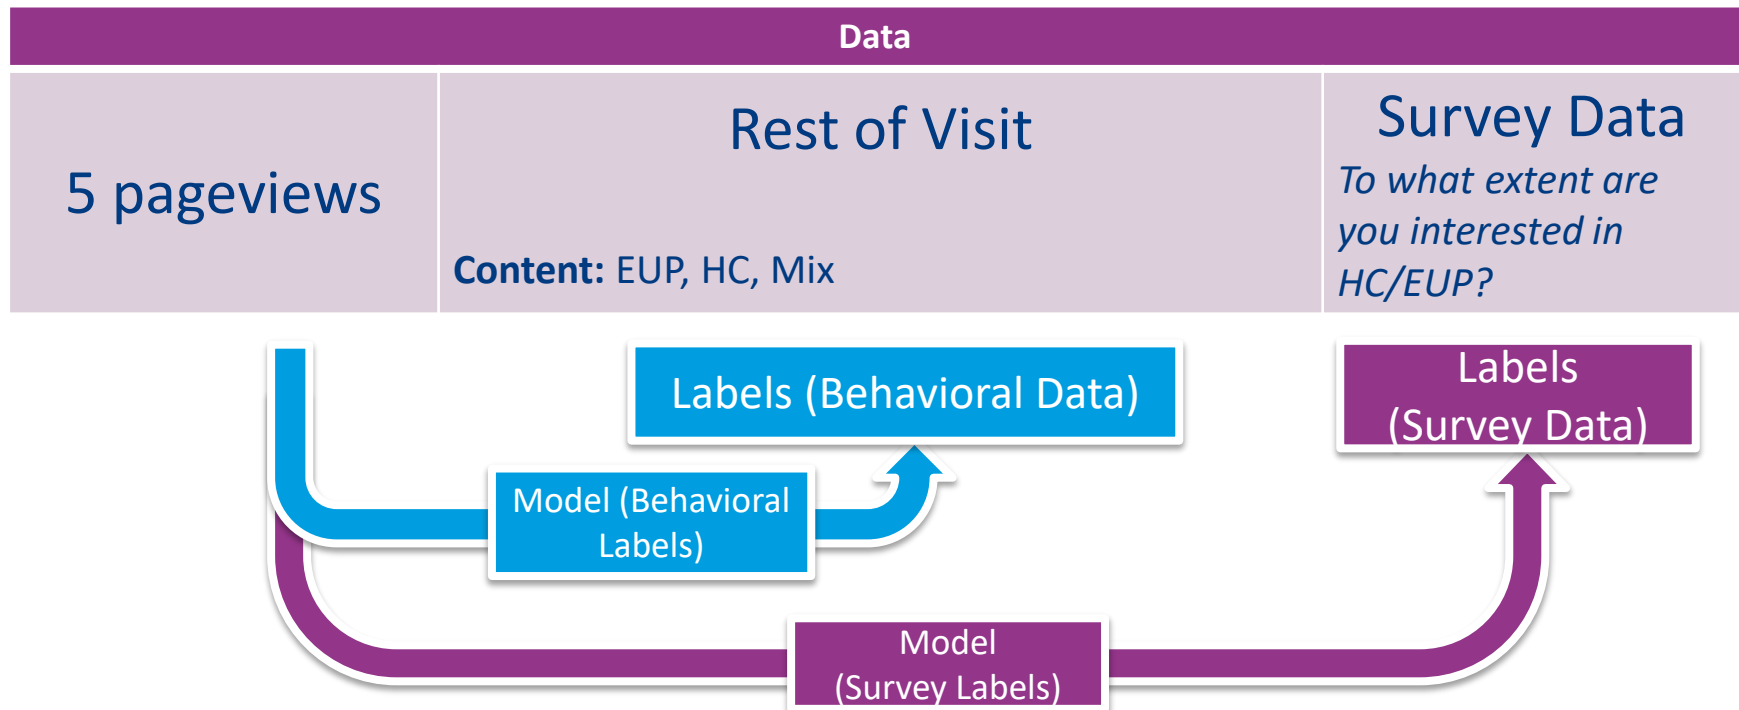 Data
5 pageviews
Rest of Visit
Content: EUP, HC, Mix
Survey Data
To what extent are
you interested in
HC/EUP?
Labels (Behavioral Data)
Labels
(Survey Data)
Model (Behavioral
Labels)
Model
(Survey Labels)